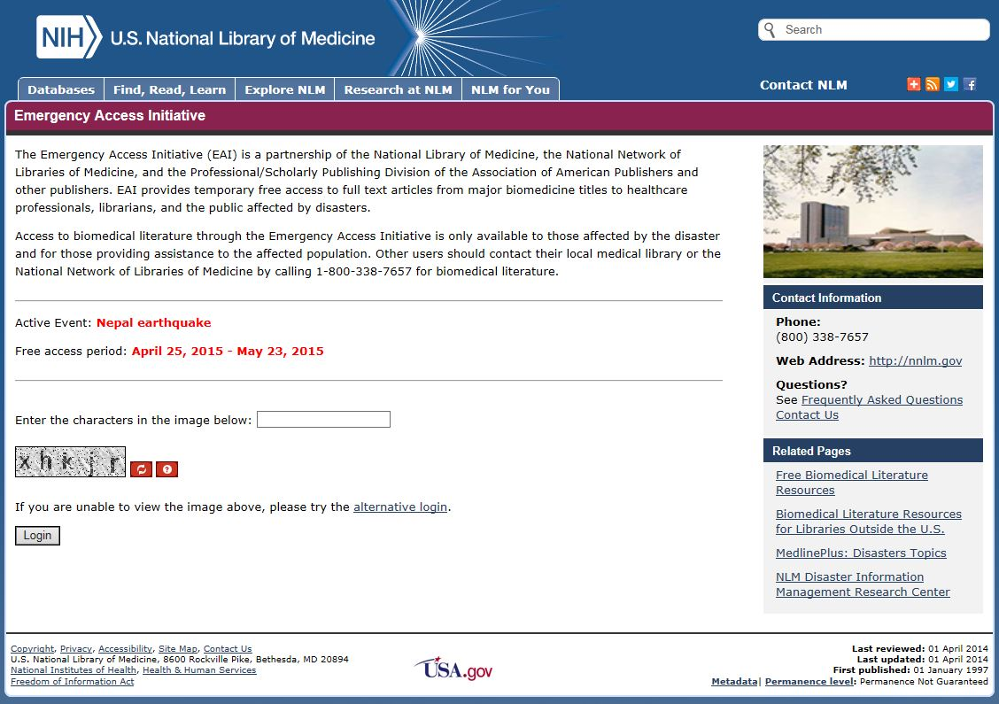 NIH
U.S. National Library of Medicine
Search
Databases
Find, Read, Learn
Explore NLM
Research at NLM
NLM for You
Contact NLM
Emergency Access Initiative
The Emergency Access Initiative (EAI) is a partnership of the National Library of Medicine, the National Network of
Libraries of Medicine, and the Professional/Scholarly Publishing Division of the Association of American Publishers and
other publishers. EAI provides temporary free access to full text articles from major biomedicine titles to healthcare
professionals, librarians, and the public affected by disasters.
Access to biomedical literature through the Emergency Access Initiative is only available to those affected by the disaster
and for those providing assistance to the affected population. Other users should contact their local medical library or the
National Network of Libraries of Medicine by calling 1-800-338-7657 for biomedical literature.
Active Event: Nepal earthquake
Free access period: April 25, 2015 - May 23, 2015
Enter the characters in the image below:
xhkjr
If you are unable to view the image above, please try the alternative login.
Login
Contact Information
Phone:
(800) 338-7657
Web Address: http://nnlm.gov
Questions?
See Frequently Asked Questions
Contact Us
Related Pages
Free Biomedical Literature
Resources
Biomedical Literature Resources
for Libraries Outside the U.S.
MedlinePlus: Disasters Topics
NLM Disaster Information
Management Research Center
Copyright, Privacy, Accessibility, Site Map, Contact Us
U.S. National Library of Medicine, 8600 Rockville Pike, Bethesda, MD 20894
National Institutes of Health, Health & Human Services
Freedom of Information Act
USA.gov
Last reviewed: 01 April 2014
Last updated: 01 April 2014
First published: 01 January 1997
Metadata| Permanence level: Permanence Not Guaranteed